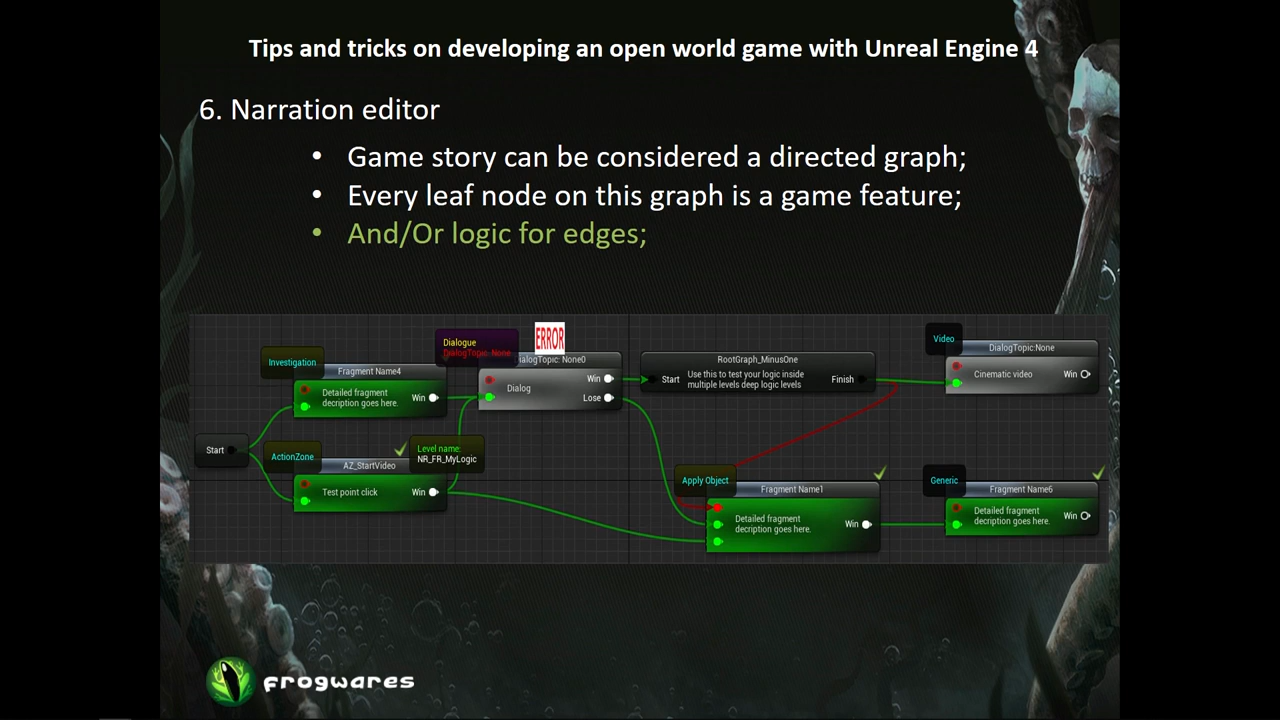 Tips and tricks on developing an open world game with Unreal Engine 4
6. Narration editor
• Game story can be considered a directed graph;
• Every leaf node on this graph is a game feature;
• And/Or logic for edges;
Start
Investigation
Fragment Name4
Detailed fragment
decription goes here.
Win
ActionZone
AZ_StartVideo
Test point click
Win
Level name:
NR_FR_MyLogic
Dialogue
DialogTopic: None
ERROR
DialogTopic: None0
Dialog
Win
Lose
RootGraph_MinusOne
Start
Use this to test your logic inside
multiple levels deep logic levels
Finish
Video
DialogTopic:None
Cinematic video
Win
Apply Object
Fragment Name1
Detailed fragment
decription goes here.
Win
Generic
Fragment Name6
Detailed fragment
decription goes here.
Win
frogwares